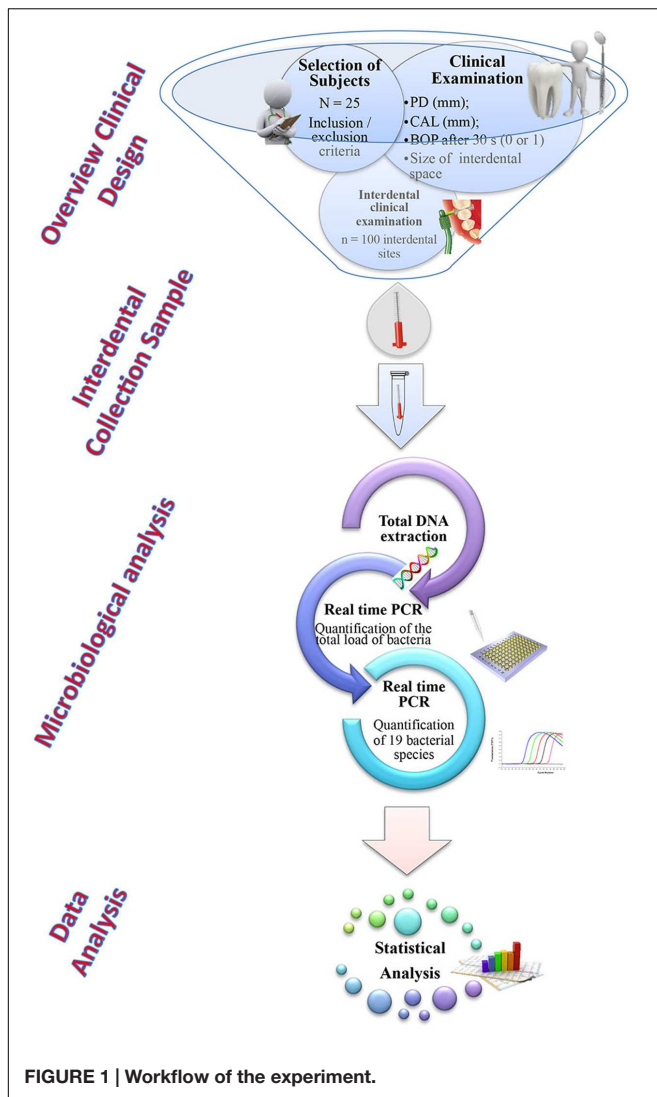 Overview Clinical
Design
Selection of
Subjects
N = 25
Inclusion /
exclusion
criteria
Clinical
Examination
•PD (mm);
•CAL (mm);
•BOP after 30 s (0 or 1)
•Size of interdental
space
Interdental
clinical
examination
n = 100 interdental
sites
Interdental
Collection Sample
Microbiological analysis
Total DNA
extraction
Real time PCR
Quantification of the
total load of bacteria
Real time
PCR
Quantification
of 19 bacterial
species
Data
Analysis
Statistical
Analysis
FIGURE 1 | Workflow of the experiment.